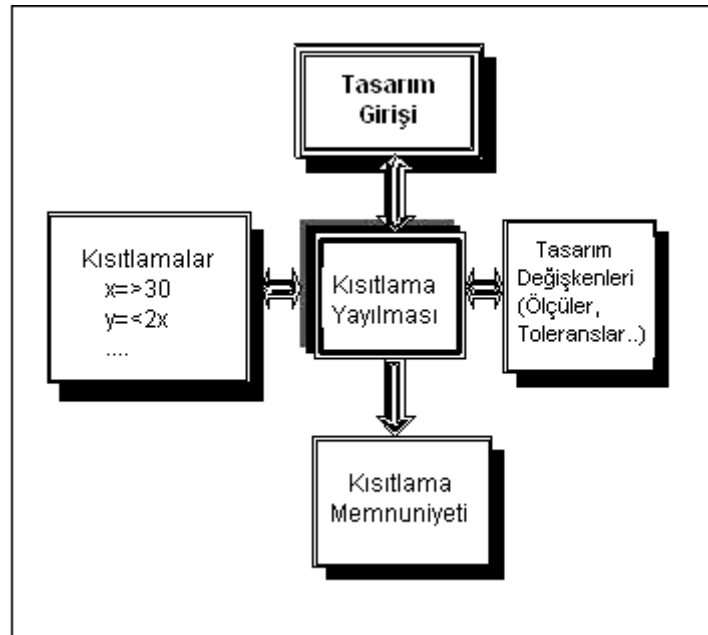 Tasarım
Girişi
Kısıtlamalar
x=>30
y=<2x
....
Kısıtlama
Yayılması
Tasarım
Değişkenleri
(Ölçüler,
Toleranslar..)
Kısıtlama
Memnuniyeti